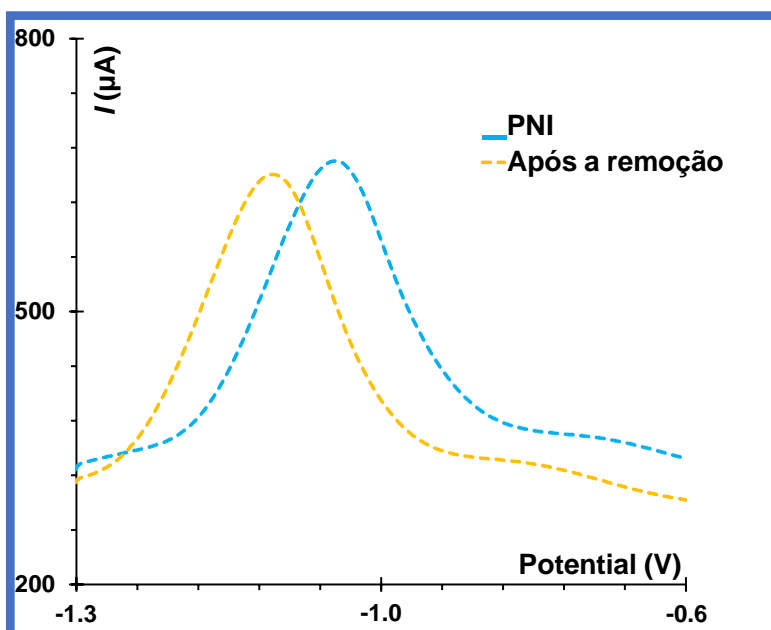 800
I (µA)
PNI
Após a remoção
500
Potential (V)
200
-1.3
-1.0
-0.6